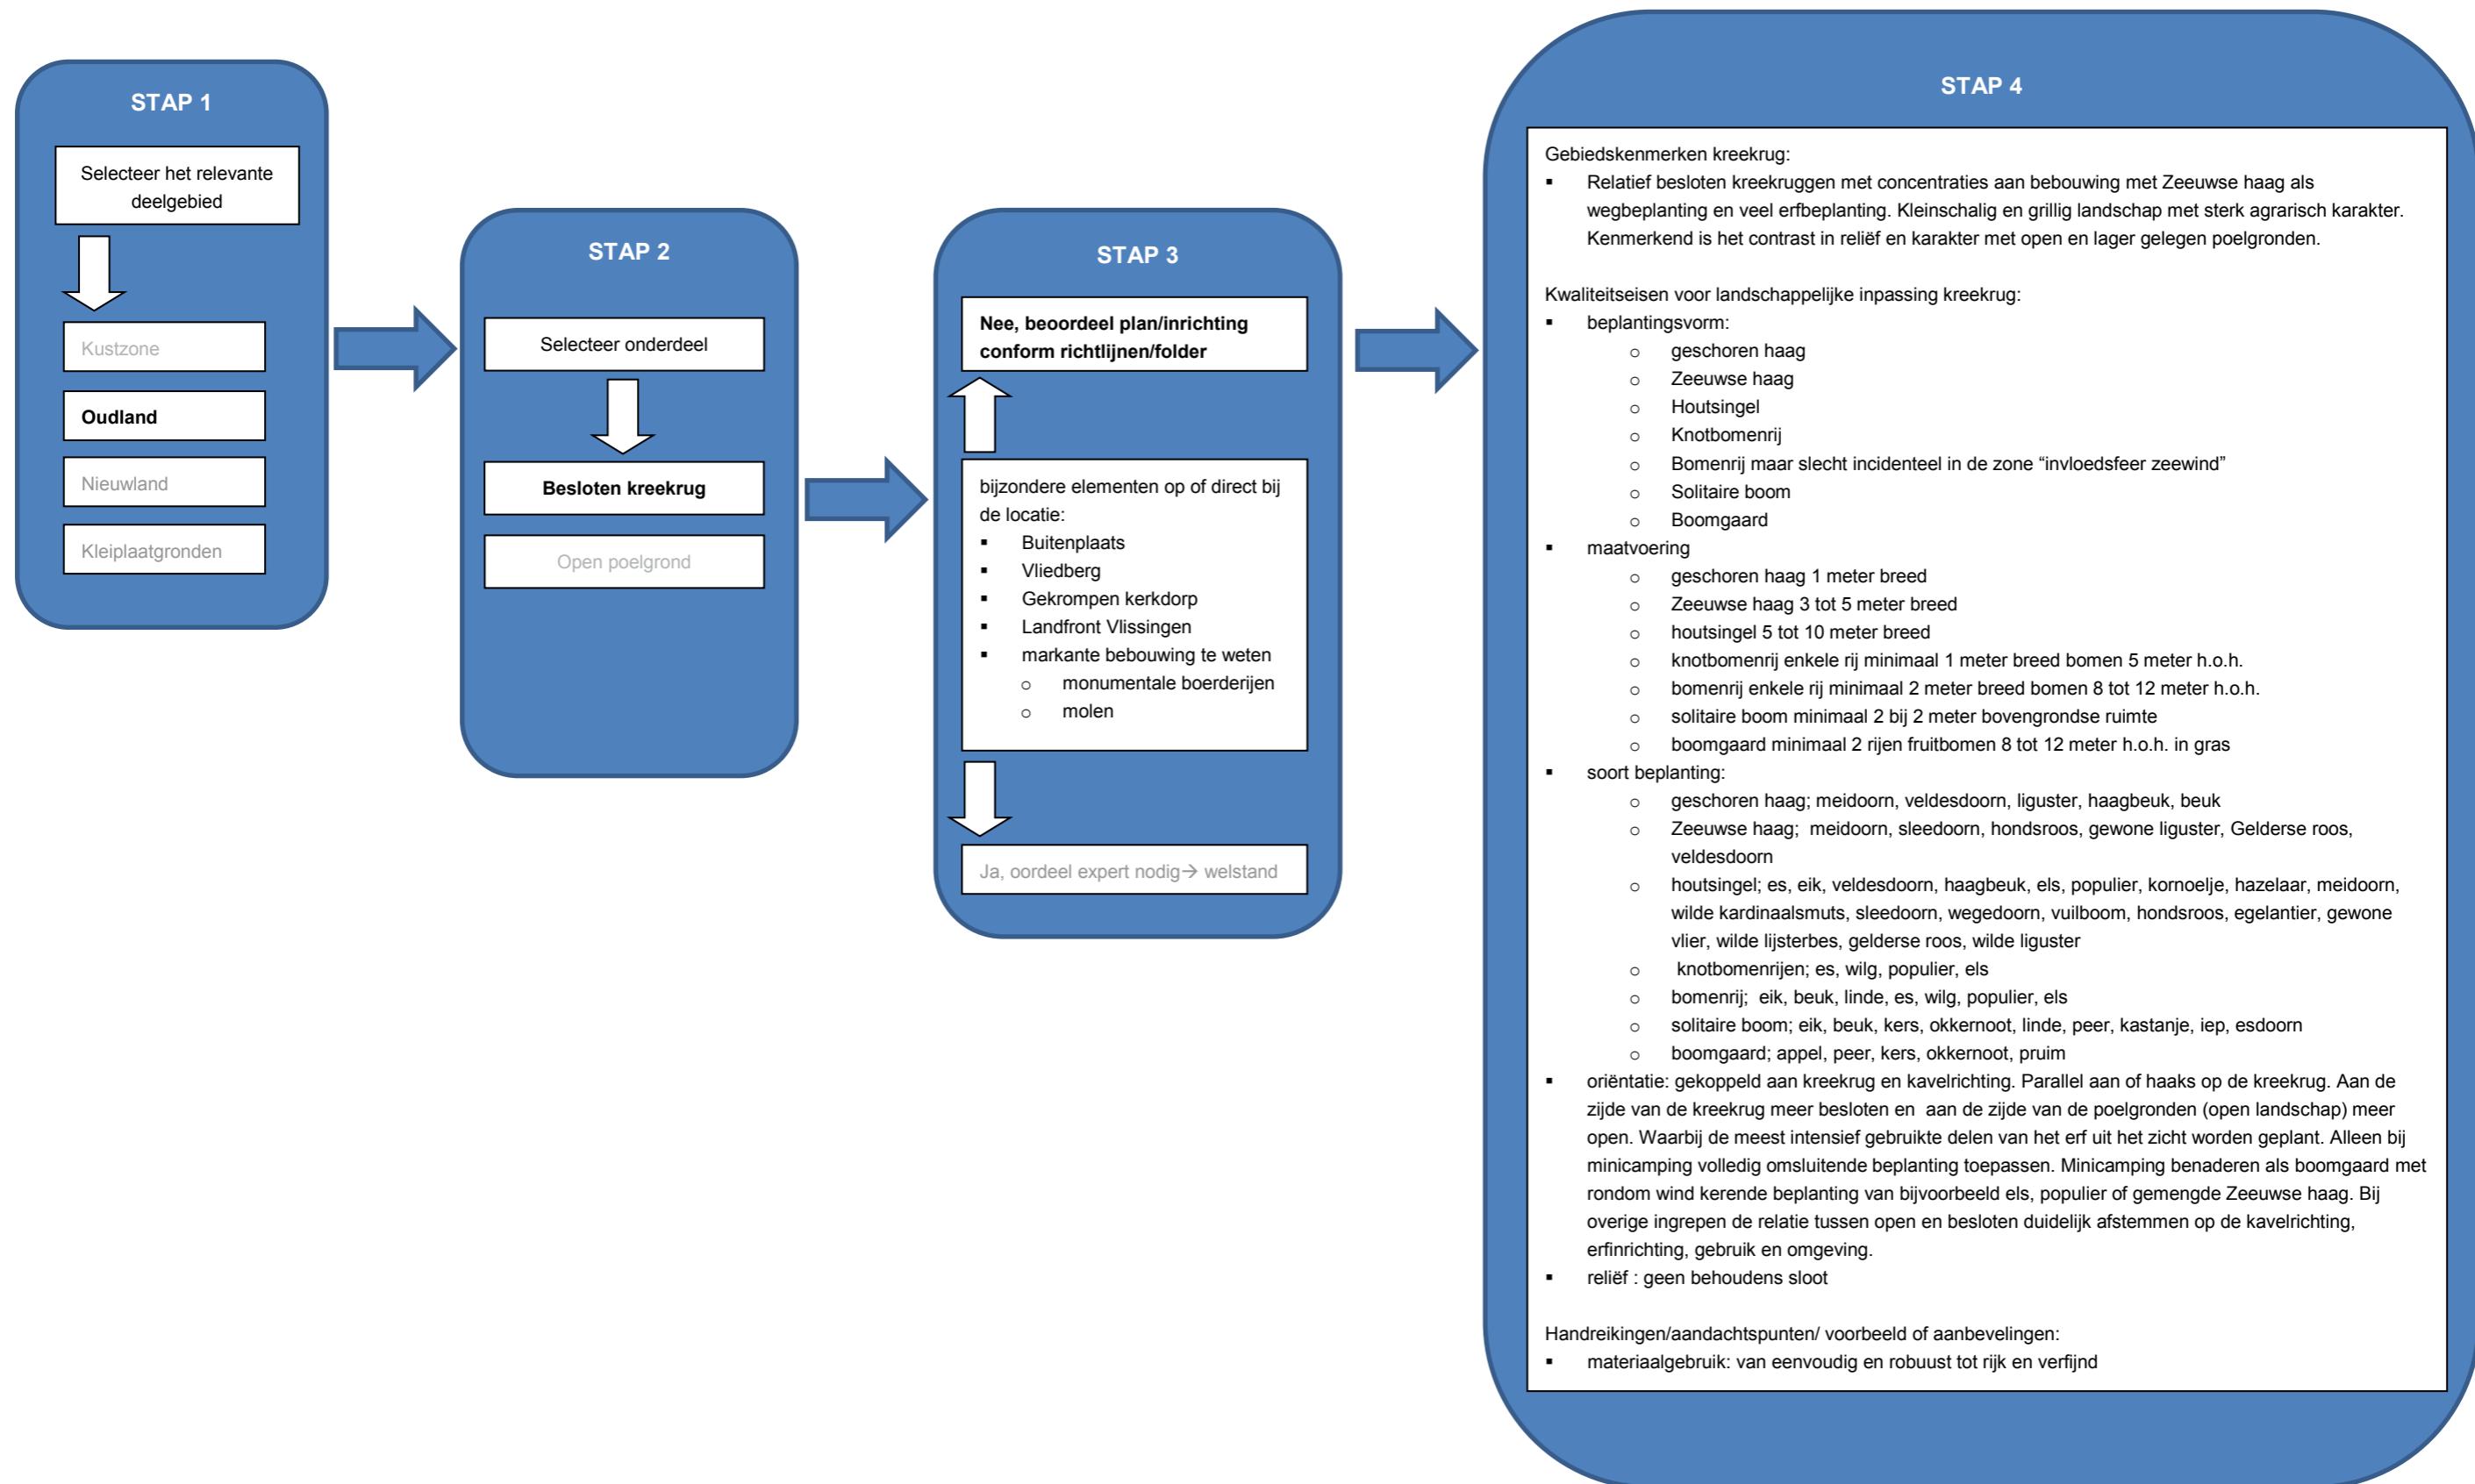 STAP 1
Selecteer het relevante
deelgebied
Kustzone
Oudland
Nieuwland
Kleiplaatgronden
STAP 2
Selecteer onderdeel
Besloten kreekrug
Open poelgrond
STAP 3
Nee, beoordeel plan/inrichting
conform richtlijnen/folder
bijzondere elementen op of direct bij
de locatie:
▪ Buitenplaats
▪ Vliedberg
▪ Gekrompen kerkdorp
▪ Landfront Vlissingen
▪ markante bebouwing te weten
o monumentale boerderijen
o molen
Ja, oordeel expert nodig→ welstand
STAP 4
Gebiedskenmerken kreekrug:
▪ Relatief besloten kreekruggen met concentraties aan bebouwing met Zeeuwse haag als
wegbeplanting en veel erfbeplanting. Kleinschalig en grillig landschap met sterk agrarisch karakter.
Kenmerkend is het contrast in reliëf en karakter met open en lager gelegen poelgronden.
Kwaliteitseisen voor landschappelijke inpassing kreekrug:
▪ beplantingsvorm:
o geschoren haag
o Zeeuwse haag
o Houtsingel
o Knotbomenrij
o Bomenrij maar slecht incidenteel in de zone “invloedsfeer zeewind”
o Solitaire boom
o Boomgaard
▪ maatvoering
o geschoren haag 1 meter breed
o Zeeuwse haag 3 tot 5 meter breed
o houtsingel 5 tot 10 meter breed
o knotbomenrij enkele rij minimaal 1 meter breed bomen 5 meter h.o.h.
o bomenrij enkele rij minimaal 2 meter breed bomen 8 tot 12 meter h.o.h.
o solitaire boom minimaal 2 bij 2 meter bovengrondse ruimte
o boomgaard minimaal 2 rijen fruitbomen 8 tot 12 meter h.o.h. in gras
▪ soort beplanting:
o geschoren haag; meidoorn, veldesdoorn, liguster, haagbeuk, beuk
o Zeeuwse haag; meidoorn, sleedoorn, hondsroos, gewone liguster, Gelderse roos,
veldesdoorn
o houtsingel; es, eik, veldesdoorn, haagbeuk, els, populier, kornoelje, hazelaar, meidoorn,
wilde kardinaalsmuts, sleedoorn, wegedoorn, vuilboom, hondsroos, egelantier, gewone
vlier, wilde lijsterbes, gelderse roos, wilde liguster
o knotbomenrijen; es, wilg, populier, els
o bomenrij; eik, beuk, linde, es, wilg, populier, els
o solitaire boom; eik, beuk, kers, okkernoot, linde, peer, kastanje, iep, esdoorn
o boomgaard; appel, peer, kers, okkernoot, pruim
▪ oriëntatie: gekoppeld aan kreekrug en kavelrichting. Parallel aan of haaks op de kreekrug. Aan de
zijde van de kreekrug meer besloten en aan de zijde van de poelgronden (open landschap) meer
open. Waarbij de meest intensief gebruikte delen van het erf uit het zicht worden geplant. Alleen bij
minicamping volledig omsluitende beplanting toepassen. Minicamping benaderen als boomgaard met
rondom wind kerende beplanting van bijvoorbeeld els, populier of gemengde Zeeuwse haag. Bij
overige ingrepen de relatie tussen open en besloten duidelijk afstemmen op de kavelrichting,
erfinrichting, gebruik en omgeving.
▪ reliëf : geen behoudens sloot
Handreikingen/aandachtspunten/ voorbeeld of aanbevelingen:
▪ materiaalgebruik: van eenvoudig en robuust tot rijk en verfijnd